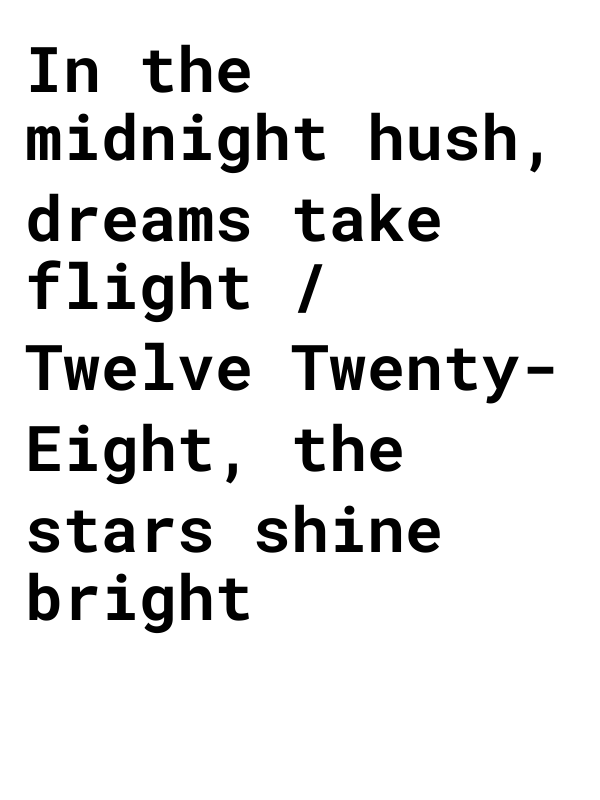 In the
midnight hush,
dreams take
flight /
Twelve Twenty-
Eight, the
stars shine
bright